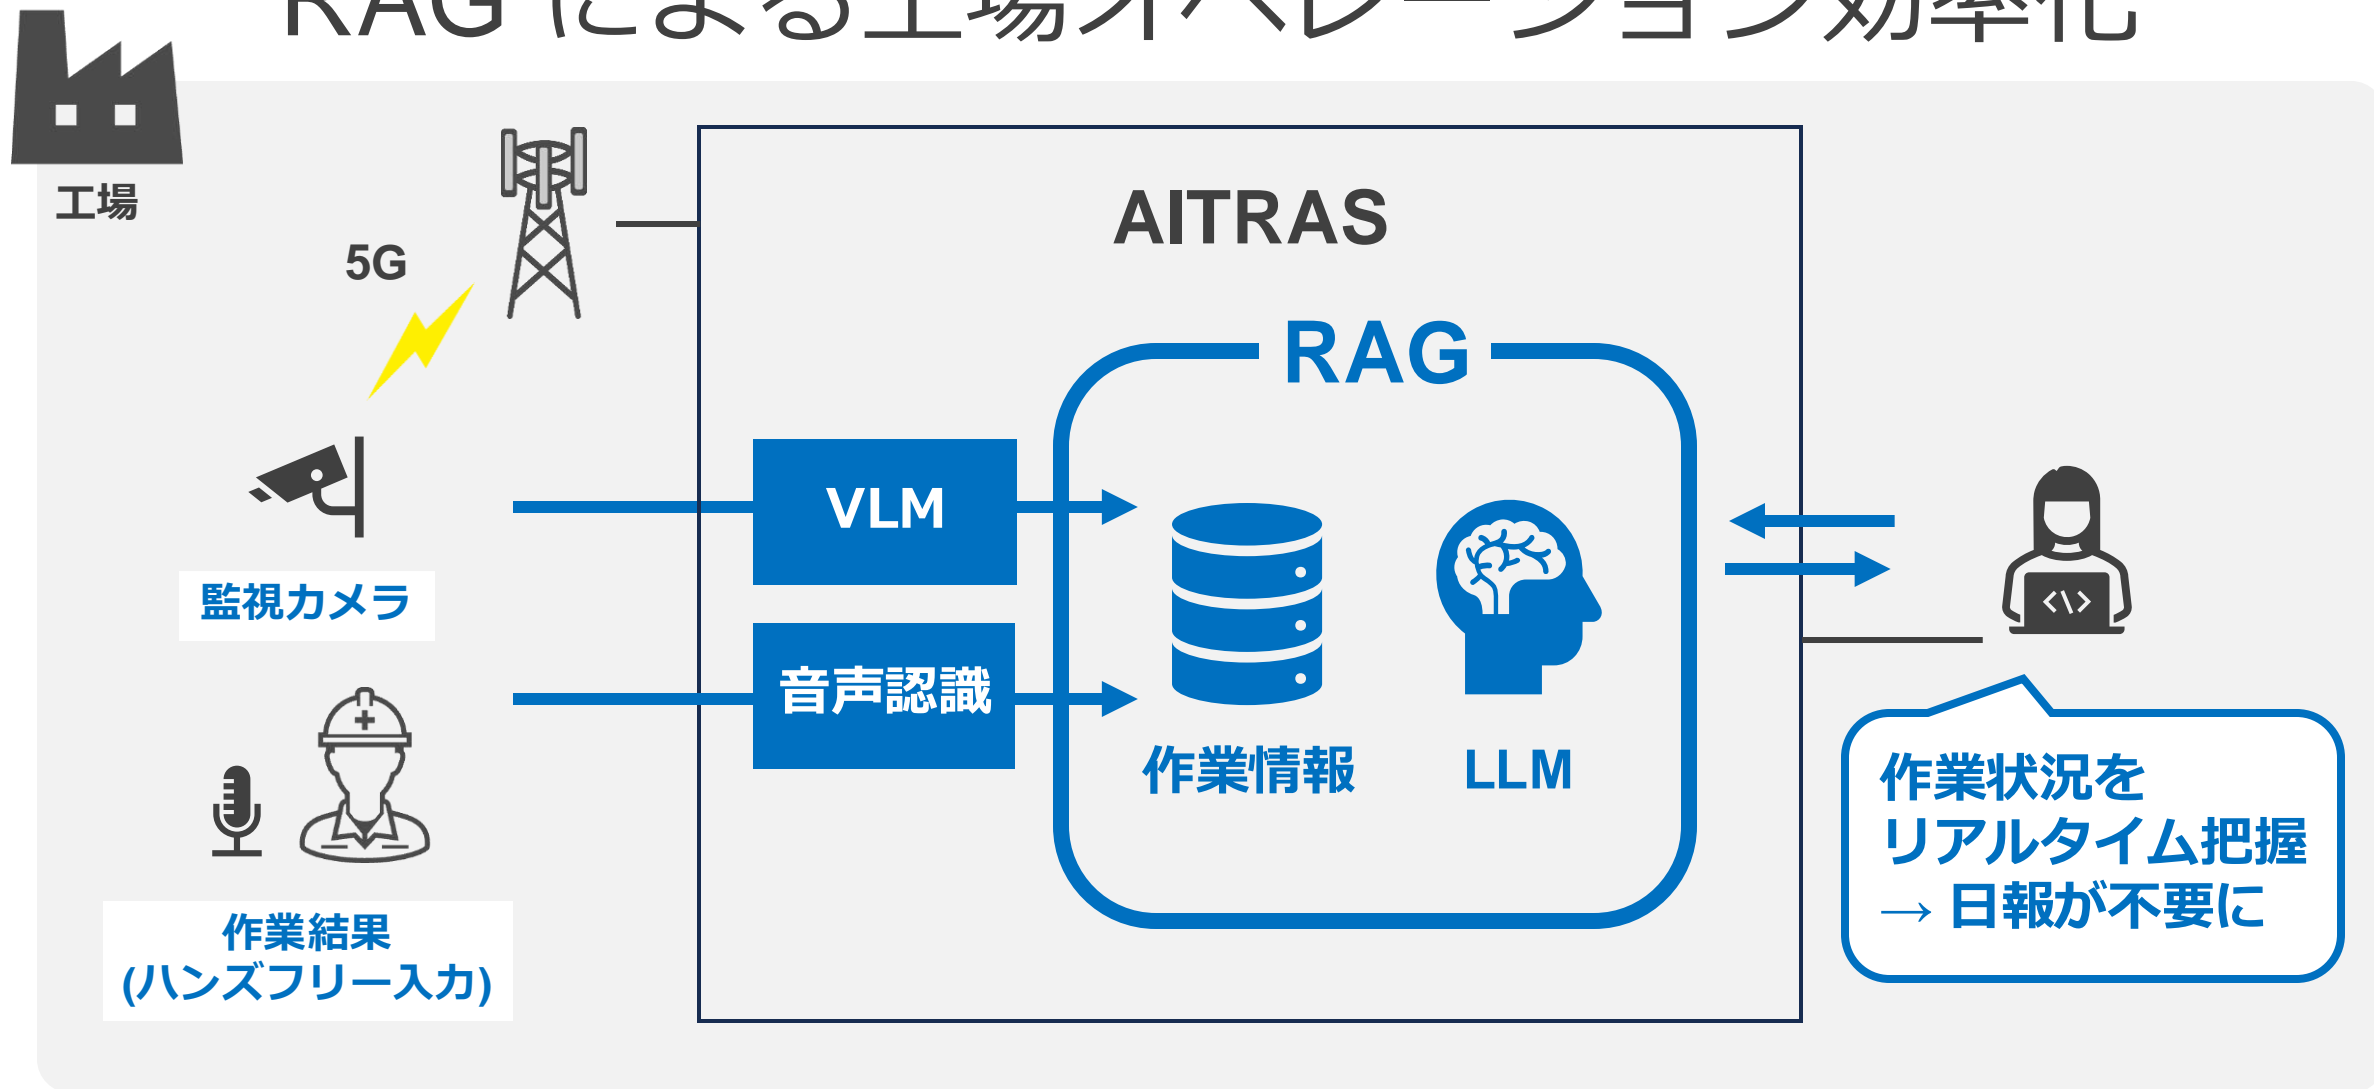 RAG による工場オペレーション効率化
工場
5G
AITRAS
RAG
VLM
監視カメラ
音声認識
作業情報
LLM
作業結果
(ハンズフリー入力)
作業状況を
リアルタイム把握
→ 日報が不要に